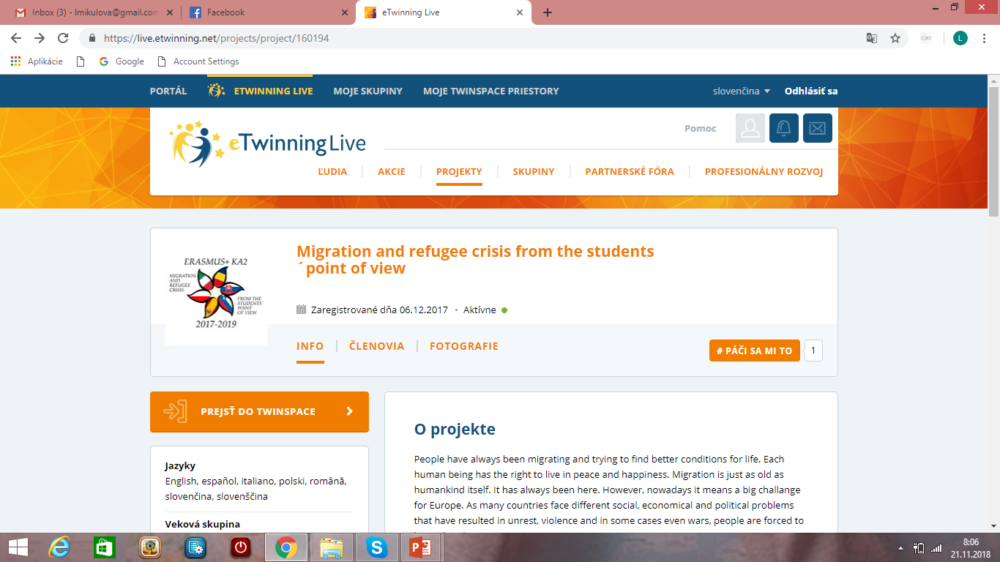 Inbox (3) - lmikulova@gmail.com
Facebook
eTwinning Live
https://live.etwinning.net/projects/project/160194
L
Aplikácie
Google
Account Settings
PORTÁL
ETWINNING LIVE
MOJE SKUPINY
MOJE TWINSPACE PRIESTORY
slovenčina
Odhlásiť sa
eTwinning Live
Pomoc
ĽUDIA
AKCIE
PROJEKTY
SKUPINY
PARTNERSKÉ FÓRA
PROFESIONÁLNY ROZVOJ
ERASMUS+ KA2
MIGRATION
AND
REFUGEE
CRISIS
FROM THE
STUDENTS'
POINT
OF VIEW
2017-2019
Migration and refugee crisis from the students
´point of view
Zaregistrované dňa 06.12.2017 • Aktívne
INFO
ČLENOVIA
FOTOGRAFIE
# PÁČI SA MI TO
1
PREJSŤ DO TWINSPACE
Jazyky
English, español, italiano, polski, română,
slovenčina, slovenščina
Veková skupina
O projekte
People have always been migrating and trying to find better conditions for life. Each
human being has the right to live in peace and happiness. Migration is just as old as
humankind itself. It has always been here. However, nowadays it means a big challange
for Europe. As many countries face different social, economical and political problems
that have resulted in unrest, violence and in some cases even wars, people are forced to
8:06
21.11.2018